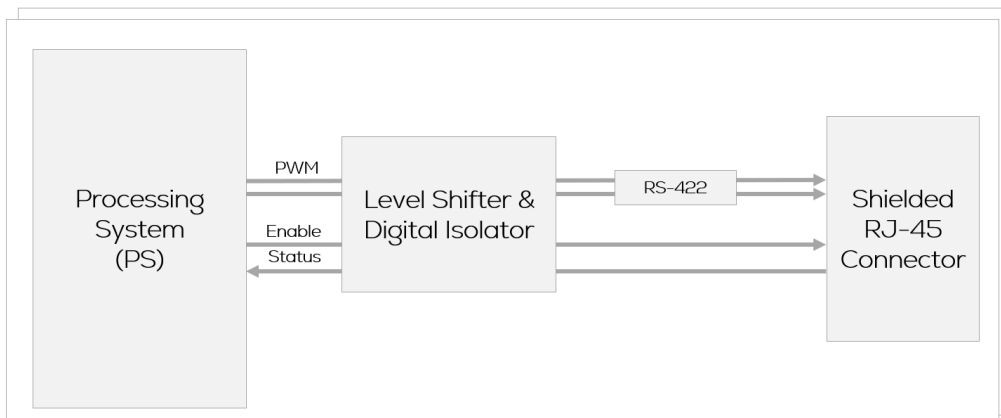 Processing
System
(PS)
PWM
Enable
Status
Level Shifter &
Digital Isolator
RS-422
Shielded
RJ-45
Connector